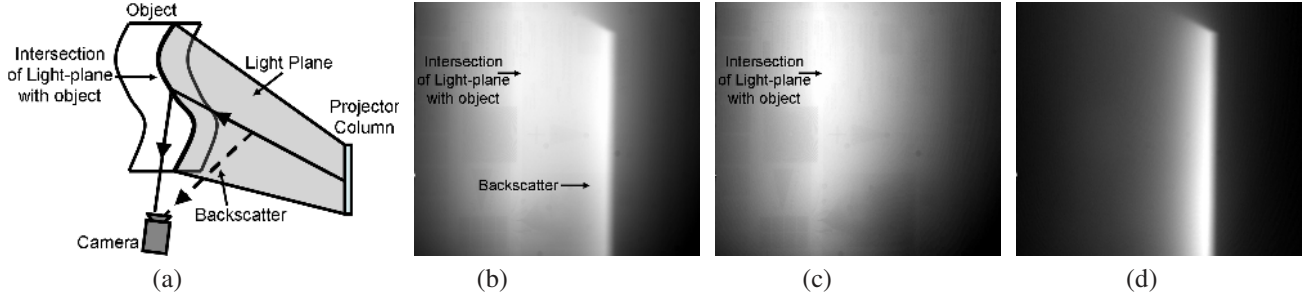 Object
Intersection
of Light-plane
with object
Light Plane
Projector
Column
Backscatter
Camera
(a)
Intersection
of Light-plane
with object
Backscatter
(b)
Intersection
of Light-plane
with object
(c)
(d)